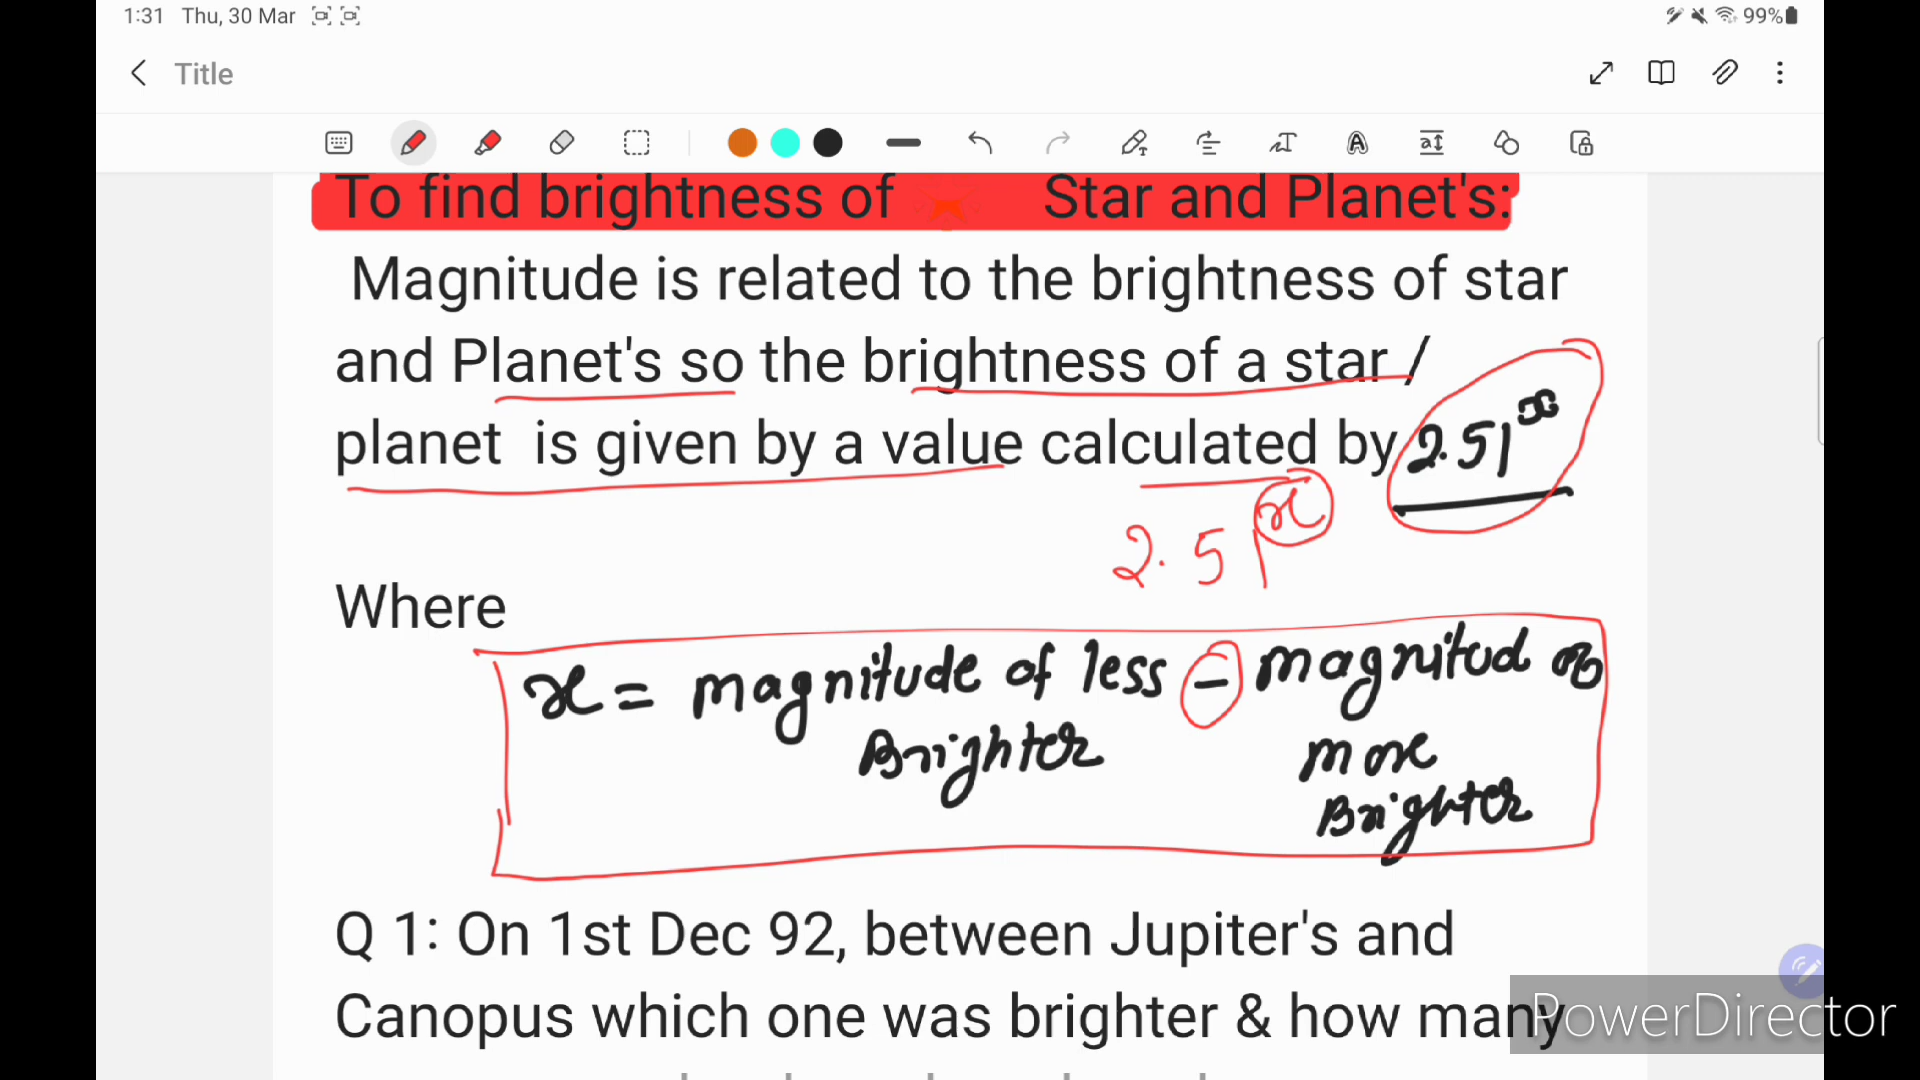 1:31 Thu, 30 Mar 99%
Title
To find brightness of Star and Planet's:
Magnitude is related to the brightness of star
and Planet's so the brightness of a star /
planet is given by a value calculated by 2.51^x
2.51^x
Where
x = magnitude of less - magnitud of
Brighter more
Brighter
Q 1: On 1st Dec 92, between Jupiter's and
Canopus which one was brighter & how many
PowerDirector